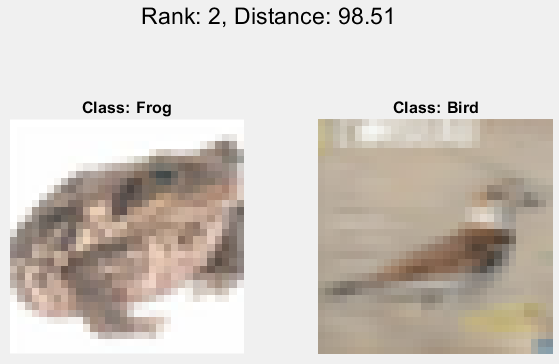 Rank: 2, Distance: 98.51
Class: Frog
Class: Bird